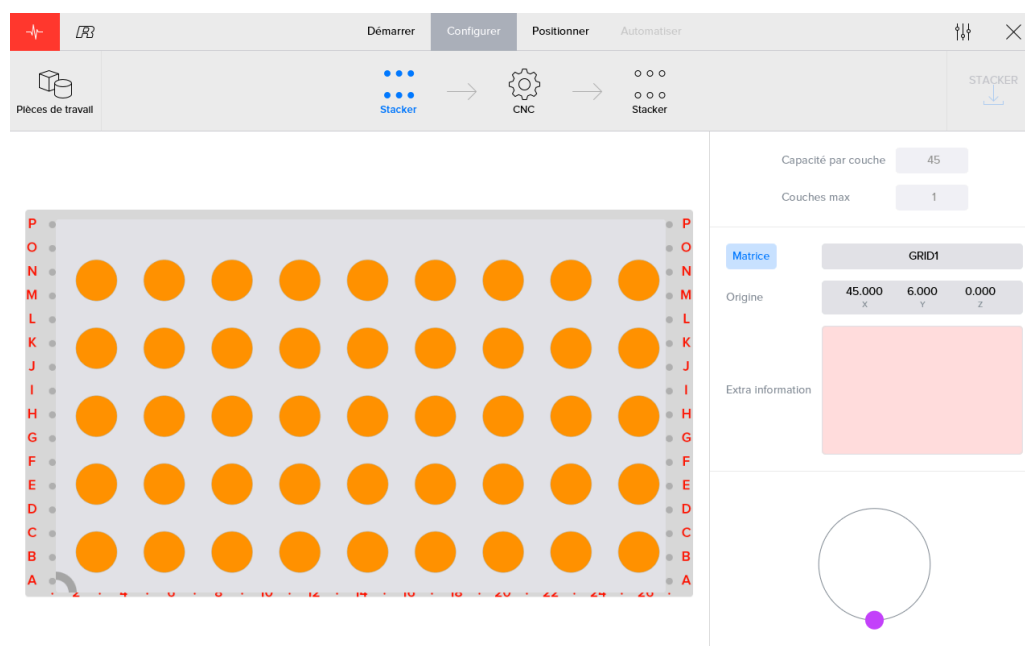 Démarrer Configurer Positionner Automatiser
Pièces de travail Stacker CNC Stacker STACKER
Capacité par couche 45
Couches max 1
Matrice GRID1
Origine 45.000 6.000 0.000
X Y Z
Extra information
P P
O O
N N
M M
L L
K K
J J
I I
H H
G G
F F
E E
D D
C C
B B
A A